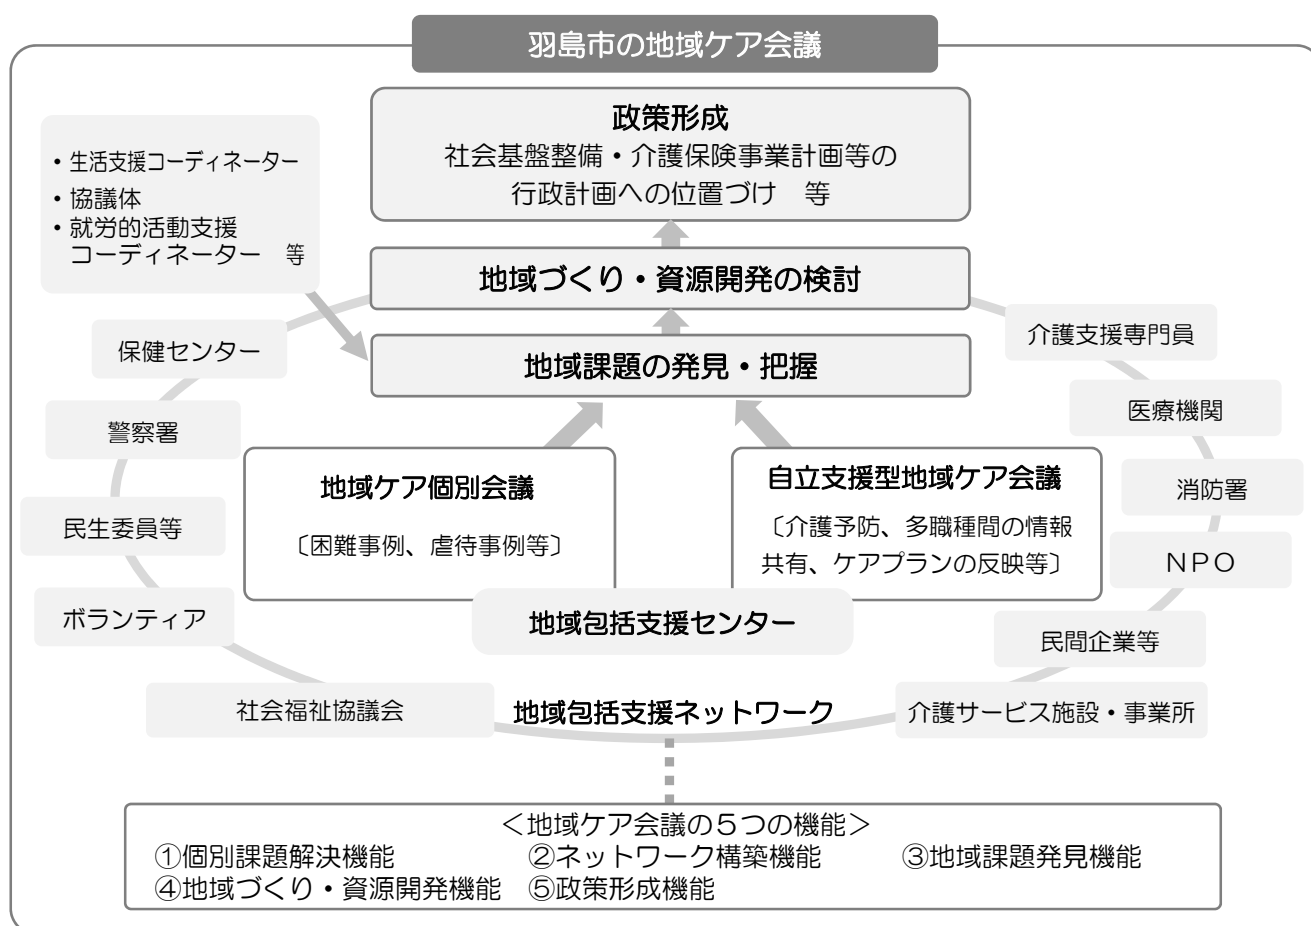 羽島市の地域ケア会議
政策形成
社会基盤整備・介護保険事業計画等の
行政計画への位置づけ　等
・生活支援コーディネーター
・協議体
・就労的活動支援
コーディネーター　等
地域づくり・資源開発の検討
地域課題の発見・把握
保健センター
警察署
民生委員等
ボランティア
社会福祉協議会
介護支援専門員
医療機関
消防署
ＮＰＯ
民間企業等
介護サービス施設・事業所
地域ケア個別会議
〔困難事例、虐待事例等〕
自立支援型地域ケア会議
〔介護予防、多職種間の情報
共有、ケアプランの反映等〕
地域包括支援センター
地域包括支援ネットワーク
＜地域ケア会議の５つの機能＞
①個別課題解決機能　②ネットワーク構築機能　③地域課題発見機能
④地域づくり・資源開発機能　⑤政策形成機能